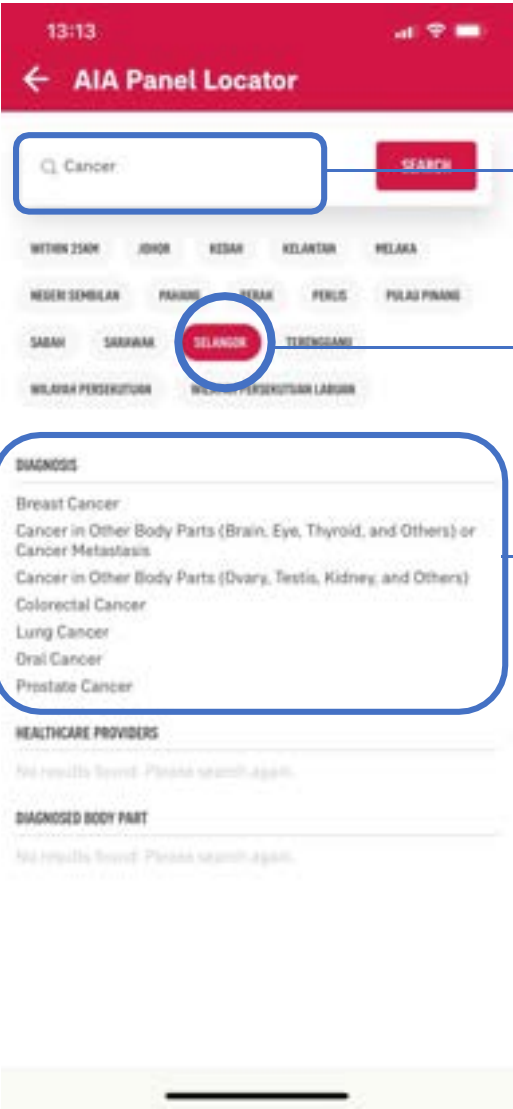 13:13
AIA Panel Locator
Cancer SEARCH
WITHIN 25KM JOHOR KEDAH KELANTAN MELAKA
NEGERI SEMBILAN PAHANG PERAK PERLIS PULAU PINANG
SABAH SARAWAK SELANGOR TERENGGANU
WILAYAH PERSEKUTUAN WILAYAH PERSEKUTUAN LABUAN
DIAGNOSIS
Breast Cancer
Cancer in Other Body Parts (Brain, Eye, Thyroid, and Others) or
Cancer Metastasis
Cancer in Other Body Parts (Ovary, Testis, Kidney, and Others)
Colorectal Cancer
Lung Cancer
Oral Cancer
Prostate Cancer
HEALTHCARE PROVIDERS
No results found. Please search again.
DIAGNOSED BODY PART
No results found. Please search again.